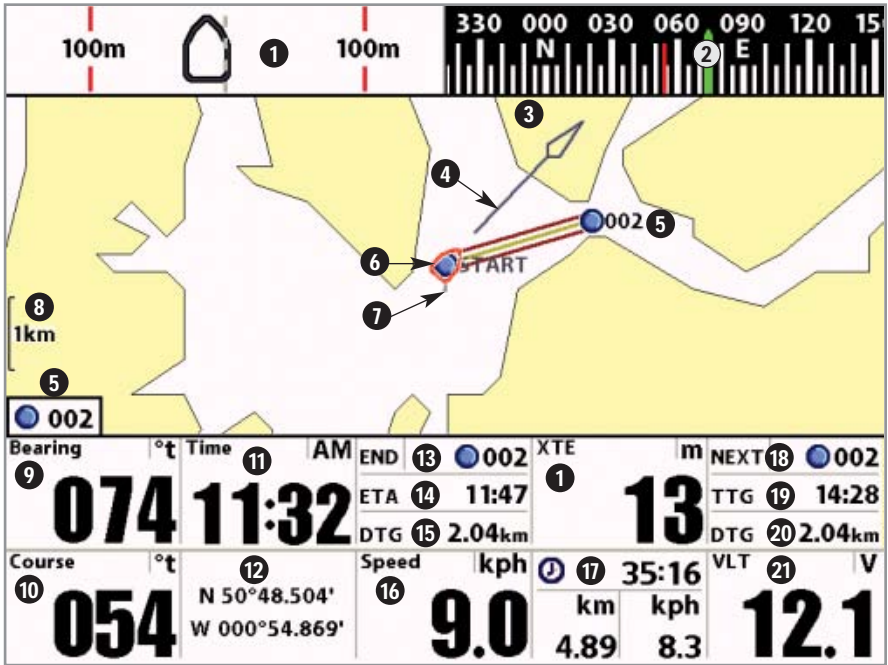 100m 1 100m
330 000 030 060 090 120 15
N 2 E
3
4
002 5
6 START
7
8
1km
5
002
Bearing °t
9
074
Time AM
11
11:32
END 13 002
ETA 14 11:47
DTG 15 2.04km
XTE m
1
13
NEXT 18 002
TTG 19 14:28
DTG 20 2.04km
Course °t
10
054
12
N 50°48.504'
W 000°54.869'
Speed kph
16
9.0
17 35:16
km kph
4.89 8.3
VLT V
21
12.1